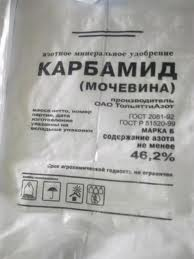 азотное минеральное удобрение
КАРБАМИД
(МОЧЕВИНА)
производитель
ОАО ТольяттиАзот
масса нетто, номер
партии, дата
изготовления
указаны на
вкладыше упаковки
ГОСТ 2081-92
ГОСТ Р 51520-99
МАРКА Б
содержание азота
не менее
46,2%
Срок агрохимической годности не ограничен